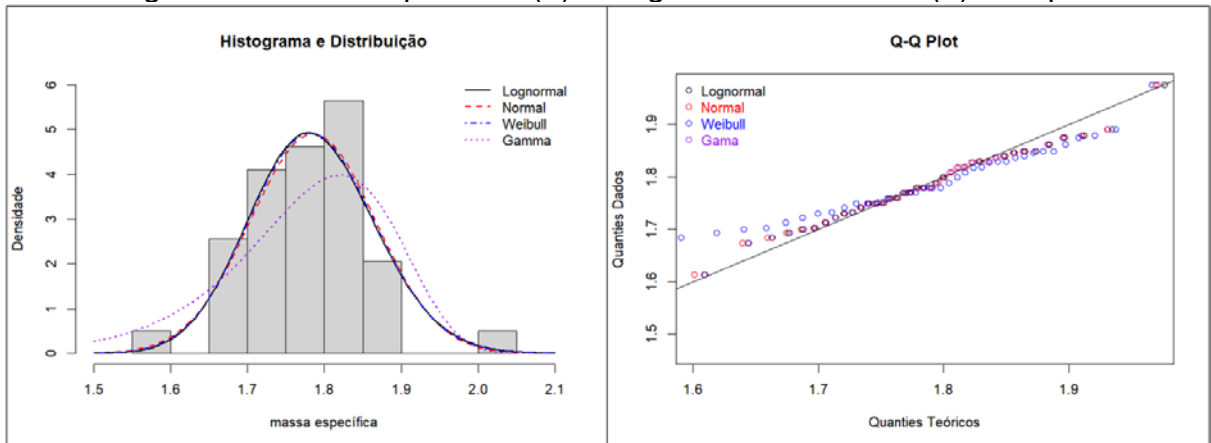 Histograma e Distribuição
Densidade
6
5
4
3
2
1
0
Lognormal
Normal
Weibull
Gamma
1.5 1.6 1.7 1.8 1.9 2.0 2.1
massa específica
Q-Q Plot
Quanties Dados
1.9
1.8
1.7
1.6
1.5
Lognormal
Normal
Weibull
Gama
1.6 1.7 1.8 1.9
Quanties Teóricos